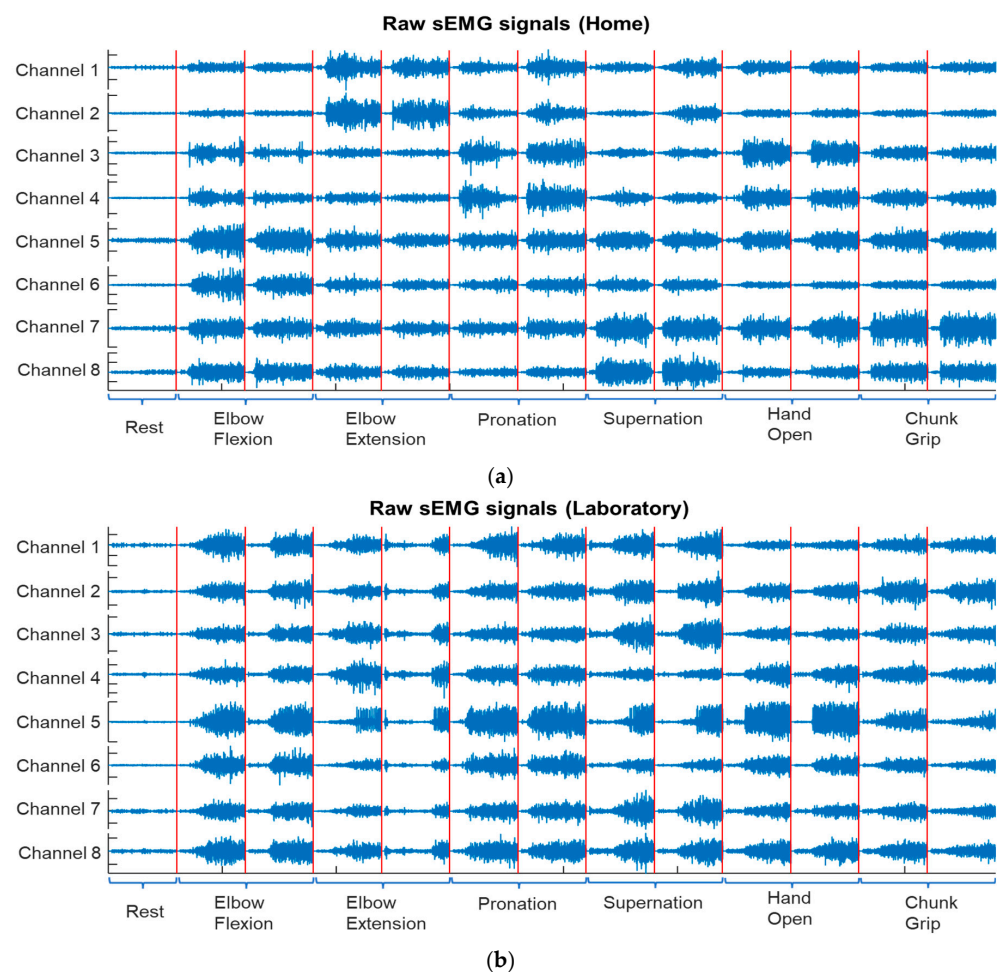 Raw sEMG signals (Home)
Channel 1
Channel 2
Channel 3
Channel 4
Channel 5
Channel 6
Channel 7
Channel 8
Rest
Elbow
Flexion
Elbow
Extension
Pronation
Supernation
Hand
Open
Chunk
Grip
(a)
Raw sEMG signals (Laboratory)
Channel 1
Channel 2
Channel 3
Channel 4
Channel 5
Channel 6
Channel 7
Channel 8
Rest
Elbow
Flexion
Elbow
Extension
Pronation
Supernation
Hand
Open
Chunk
Grip
(b)